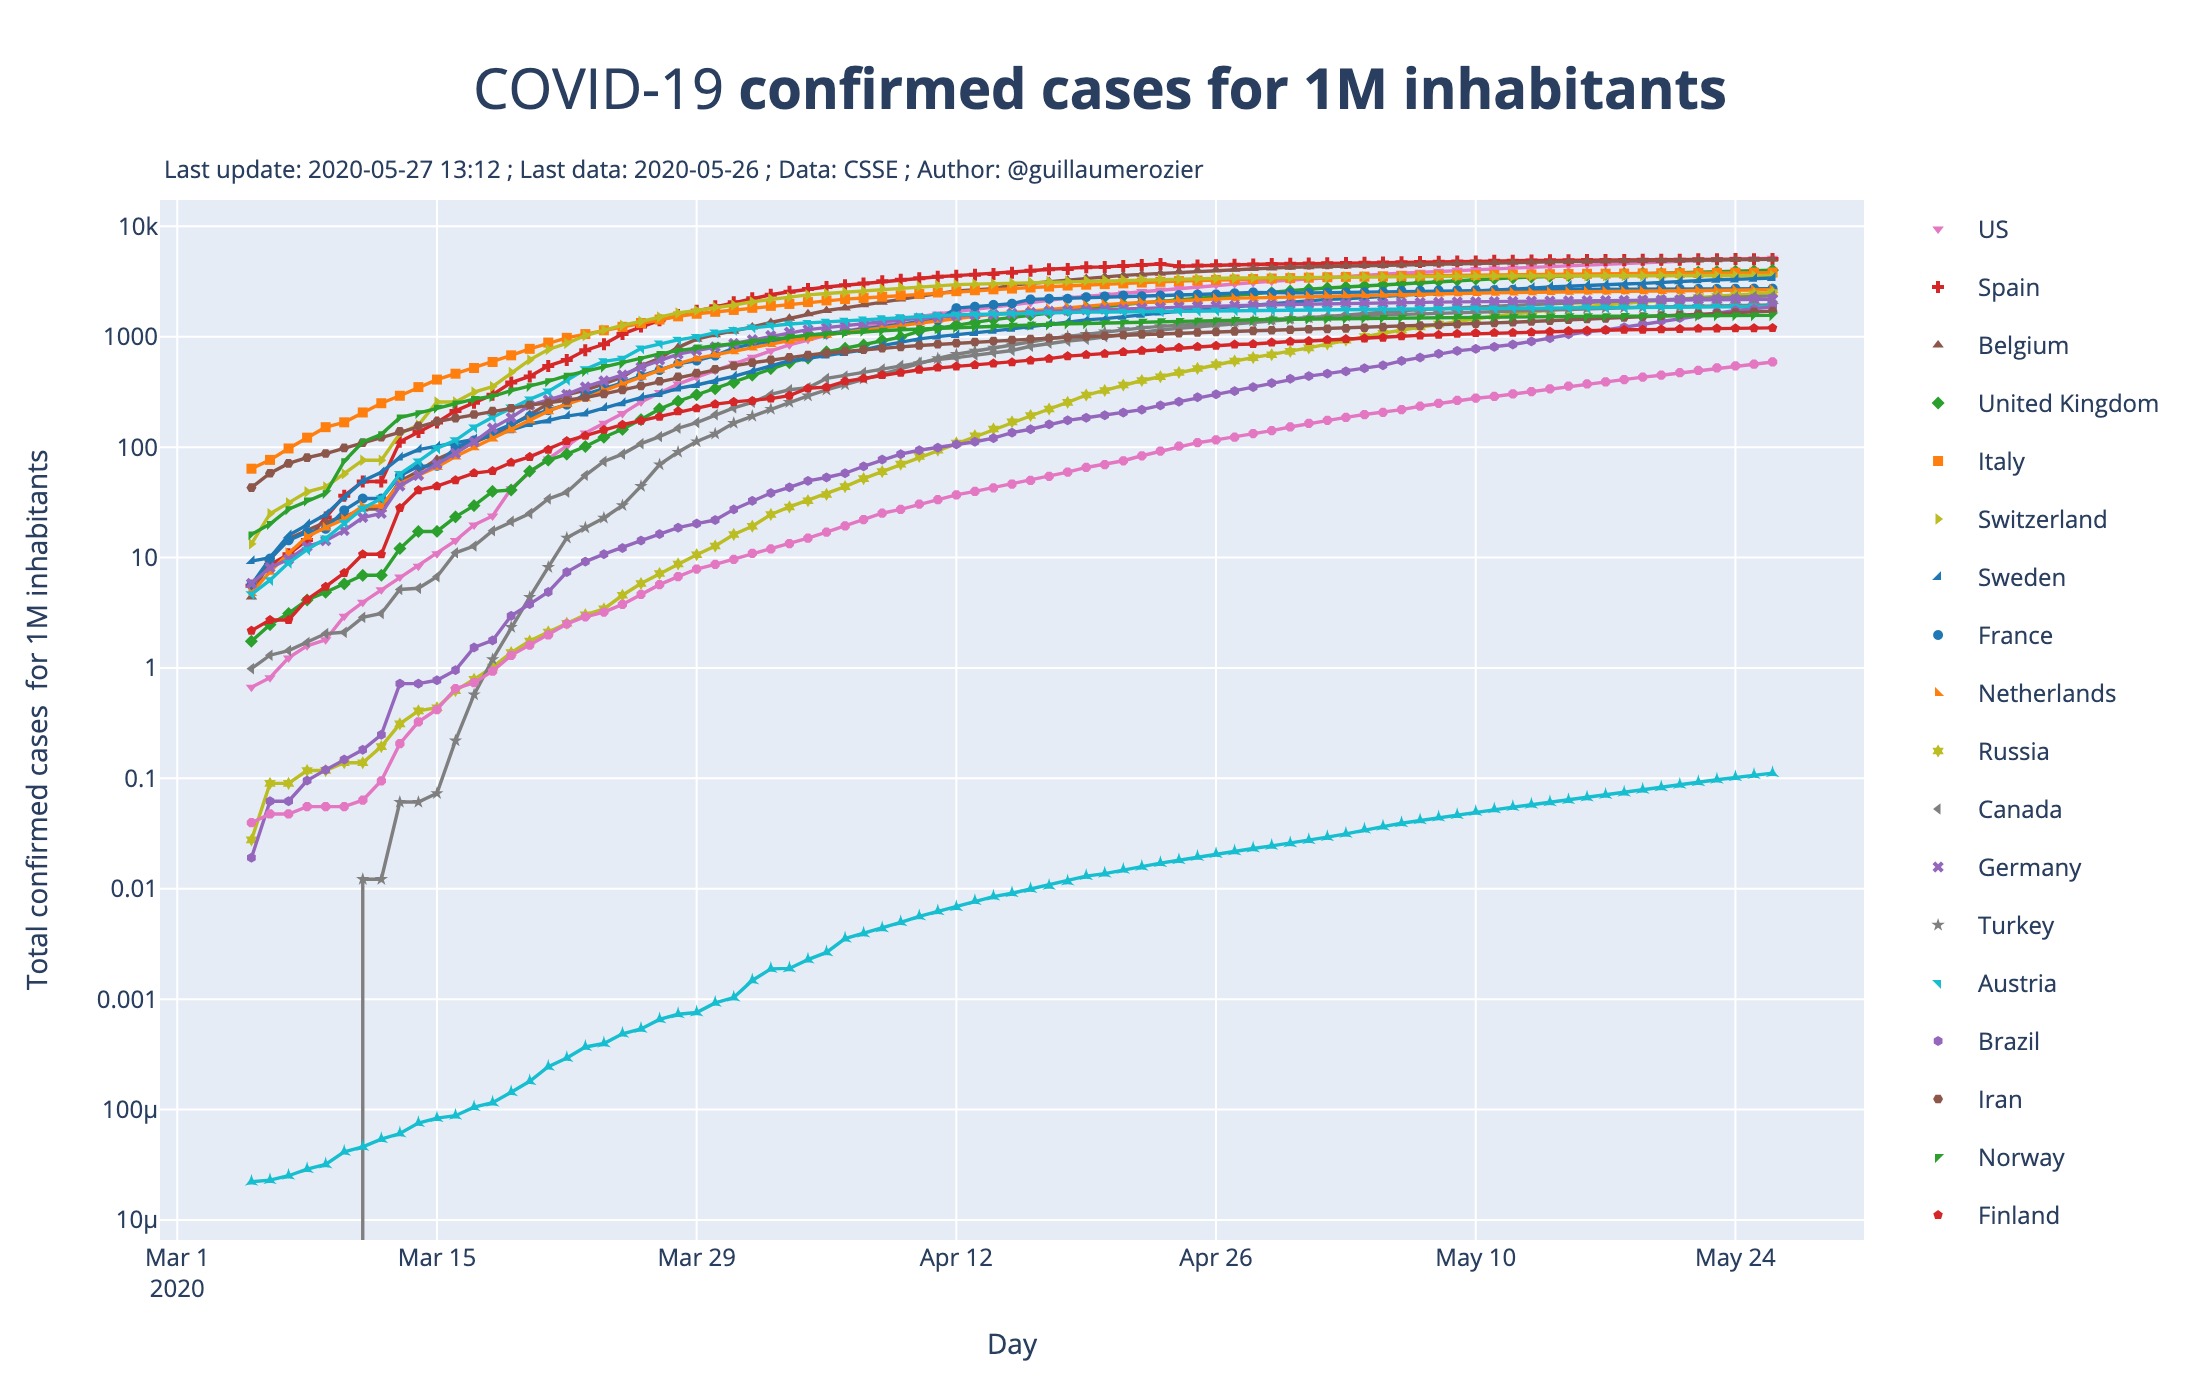 COVID-19 confirmed cases for 1M inhabitants
Last update: 2020-05-27 13:12 ; Last data: 2020-05-26 ; Data: CSSE ; Author: @guillaumerozier
Total confirmed cases for 1M inhabitants
10k
1000
100
10
1
0.1
0.01
0.001
100μ
10μ
Mar 1
2020
Mar 15
Mar 29
Apr 12
Apr 26
May 10
May 24
Day
US
Spain
Belgium
United Kingdom
Italy
Switzerland
Sweden
France
Netherlands
Russia
Canada
Germany
Turkey
Austria
Brazil
Iran
Norway
Finland